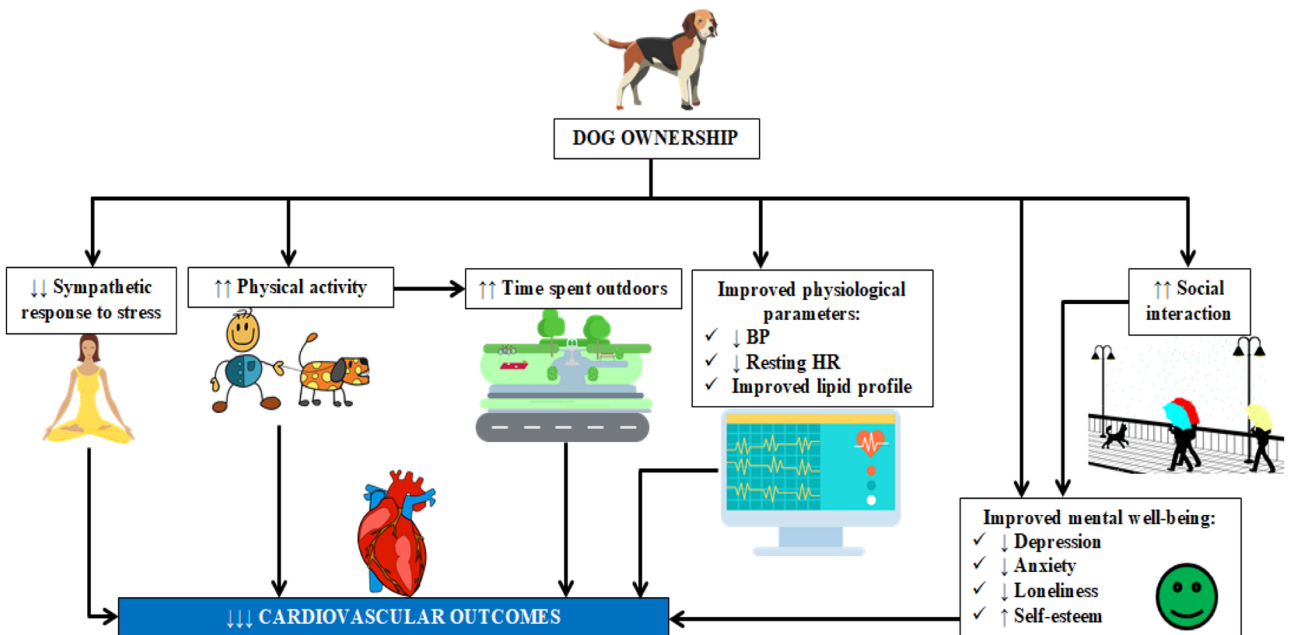 DOG OWNERSHIP
↓↓ Sympathetic
response to stress
↑↑ Physical activity
↑↑ Time spent outdoors
Improved physiological
parameters:
✓ ↓ BP
✓ ↓ Resting HR
✓ Improved lipid profile
↑↑ Social
interaction
Improved mental well-being:
✓ ↓ Depression
✓ ↓ Anxiety
✓ ↓ Loneliness
✓ ↑ Self-esteem
↓↓↓ CARDIOVASCULAR OUTCOMES